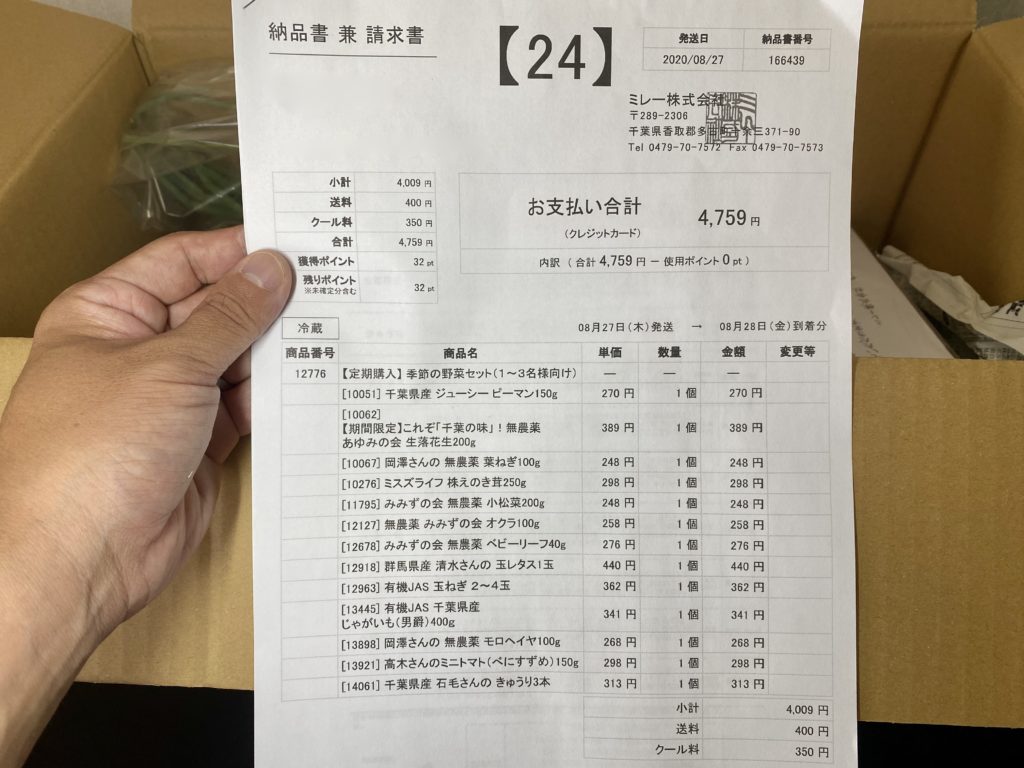 納品書 兼 請求書
【24】
発送日 納品書番号
2020/08/27 166439
ミレー株式会社
〒289-2306
千葉県香取郡多古町十余三371-90
Tel 0479-70-7572 Fax 0479-70-7573
小計 4,009 円
送料 400 円
クール料 350 円
合計 4,759 円
獲得ポイント 32 pt
残りポイント 32 pt
※未確定分含む
お支払い合計 4,759 円
(クレジットカード)
内訳 ( 合計 4,759 円 － 使用ポイント 0 pt )
冷蔵 08月27日(木)発送 → 08月28日(金)到着分
商品番号 商品名 単価 数量 金額 変更等
12776 【定期購入】 季節の野菜セット(1～3名様向け) ― ― ―
[10051] 千葉県産 ジューシー ピーマン150g 270 円 1 個 270 円
[10062]
【期間限定】これぞ「千葉の味」！無農薬 389 円 1 個 389 円
あゆみの会 生落花生200g
[10067] 岡澤さんの 無農薬 葉ねぎ100g 248 円 1 個 248 円
[10276] ミスズライフ 株えのき茸250g 298 円 1 個 298 円
[11795] みみずの会 無農薬 小松菜200g 248 円 1 個 248 円
[12127] 無農薬 みみずの会 オクラ100g 258 円 1 個 258 円
[12678] みみずの会 無農薬 ベビーリーフ40g 276 円 1 個 276 円
[12918] 群馬県産 清水さんの 玉レタス1玉 440 円 1 個 440 円
[12963] 有機JAS 玉ねぎ 2～4玉 362 円 1 個 362 円
[13445] 有機JAS 千葉県産 341 円 1 個 341 円
じゃがいも(男爵)400g
[13898] 岡澤さんの 無農薬 モロヘイヤ100g 268 円 1 個 268 円
[13921] 高木さんのミニトマト(べにすずめ)150g 298 円 1 個 298 円
[14061] 千葉県産 石毛さんの きゅうり3本 313 円 1 個 313 円
小計 4,009 円
送料 400 円
クール料 350 円